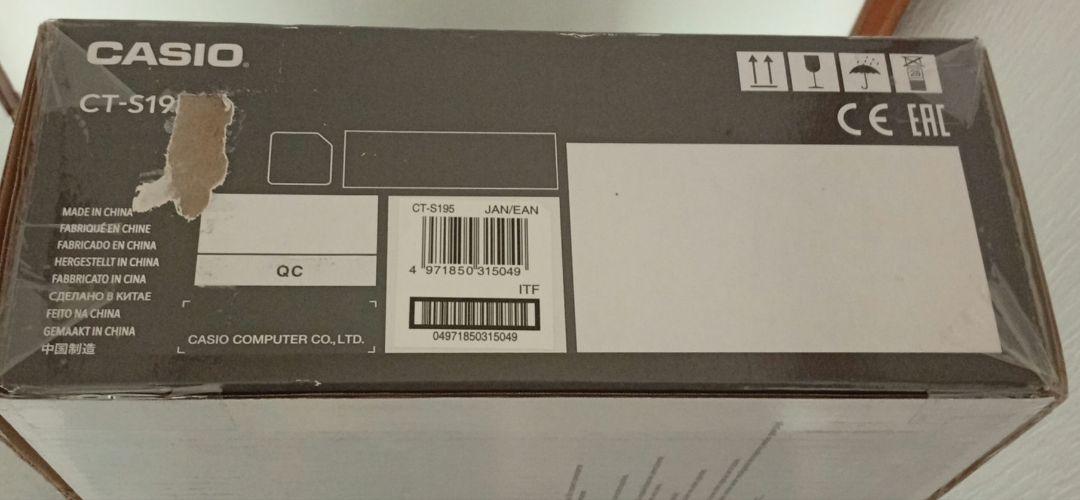 CASIO
CT-S19
MADE IN CHINA
FABRIQUÉ EN CHINE
FABRICADO EN CHINA
HERGESTELLT IN CHINA
FABBRICATO IN CINA
СДЕЛАНО В КИТАЕ
FEITO NA CHINA
GEMAAKT IN CHINA
中国制造
QC
CASIO COMPUTER CO., LTD.
CT-S195 JAN/EAN
4 971850 315049
ITF
04971850315049
CE EAC